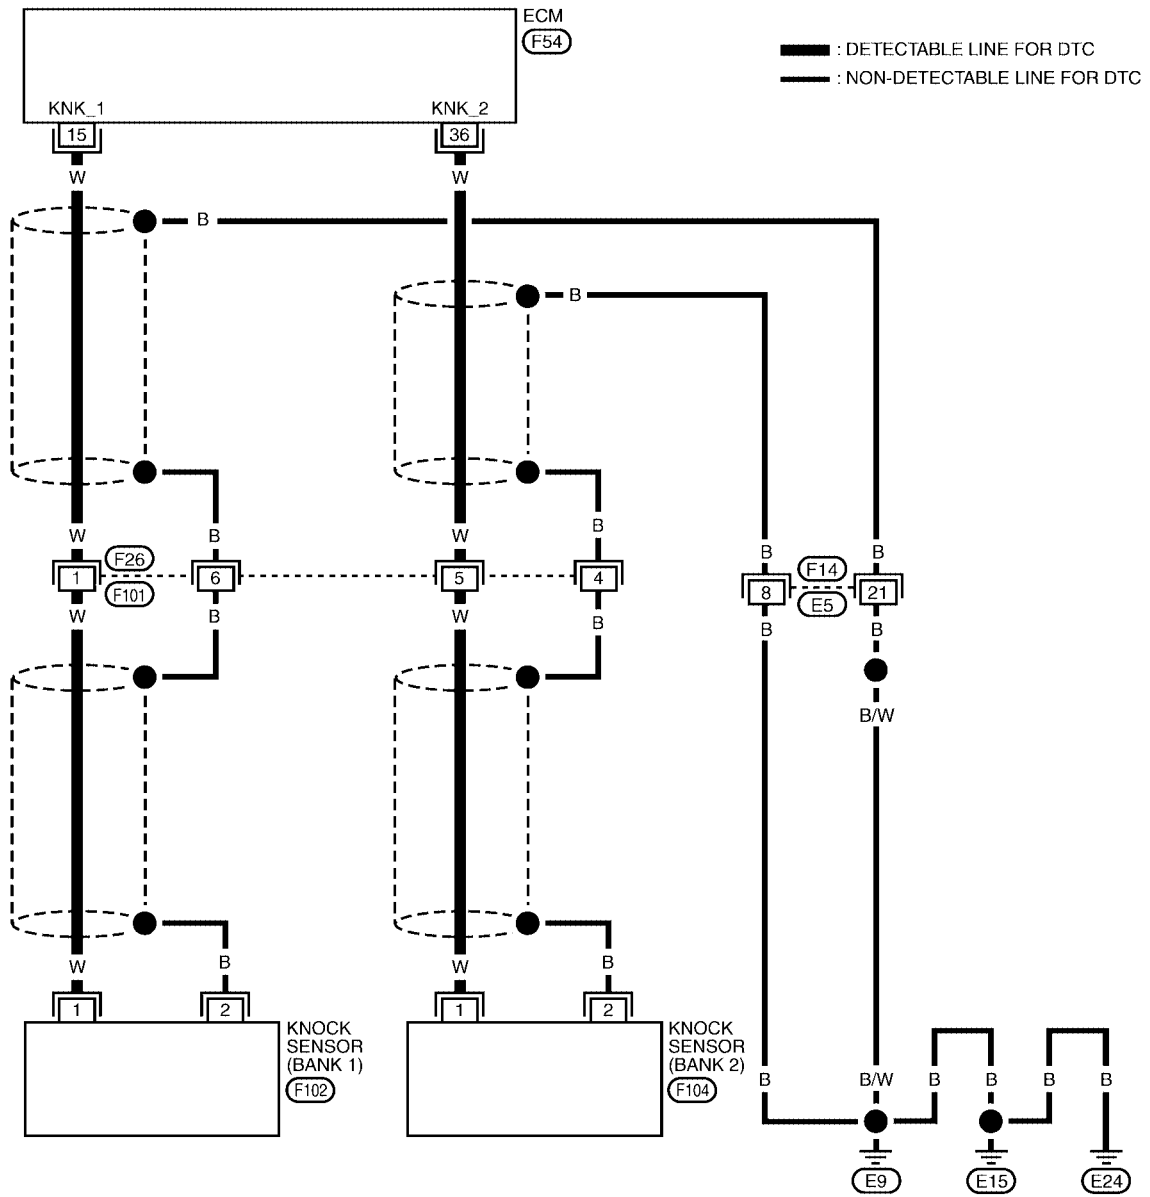 ECM
F54
: DETECTABLE LINE FOR DTC
: NON-DETECTABLE LINE FOR DTC
KNK_1
KNK_2
15
36
W
W
B
B
W
B
W
B
B
B
F26
F101
1
6
5
4
F14
E5
8
21
W
B
W
B
B
B
B/W
W
B
W
B
1
2
1
2
KNOCK
SENSOR
(BANK 1)
F102
KNOCK
SENSOR
(BANK 2)
F104
B
B/W
B
B
B
B
E9
E15
E24